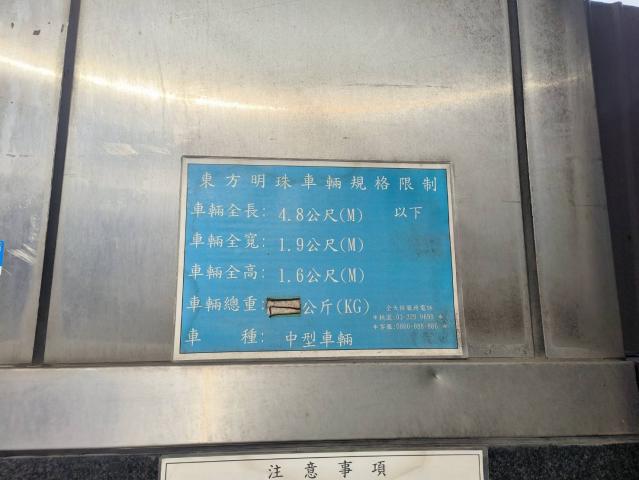 東方明珠車輛規格限制
車輛全長: 4.8公尺(M) 以下
車輛全寬: 1.9公尺(M)
車輛全高: 1.6公尺(M)
車輛總重: 公斤(KG)
車 種: 中型車輛
注意事項